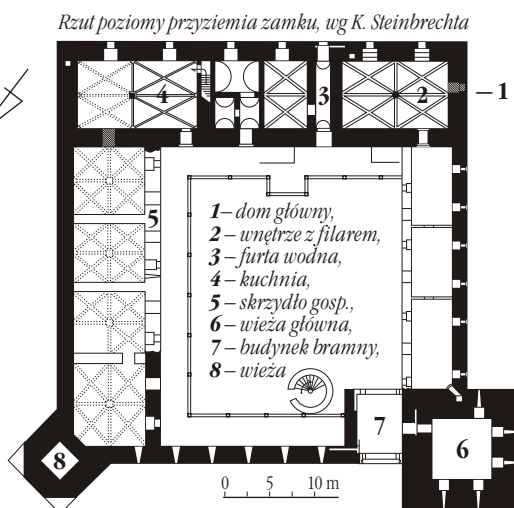 Rzut poziomy przyziemia zamku, wg K. Steinbrechta
4
3
2
– 1
5
1 – dom główny,
2 – wnętrze z filarem,
3 – furta wodna,
4 – kuchnia,
5 – skrzydło gosp.,
6 – wieża główna,
7 – budynek bramny,
8 – wieża
7
6
8
0 5 10 m